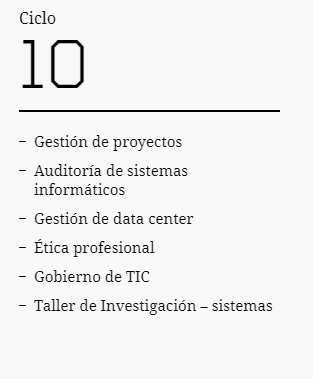 Ciclo
10
– Gestión de proyectos
– Auditoría de sistemas
informáticos
– Gestión de data center
– Ética profesional
– Gobierno de TIC
– Taller de Investigación – sistemas